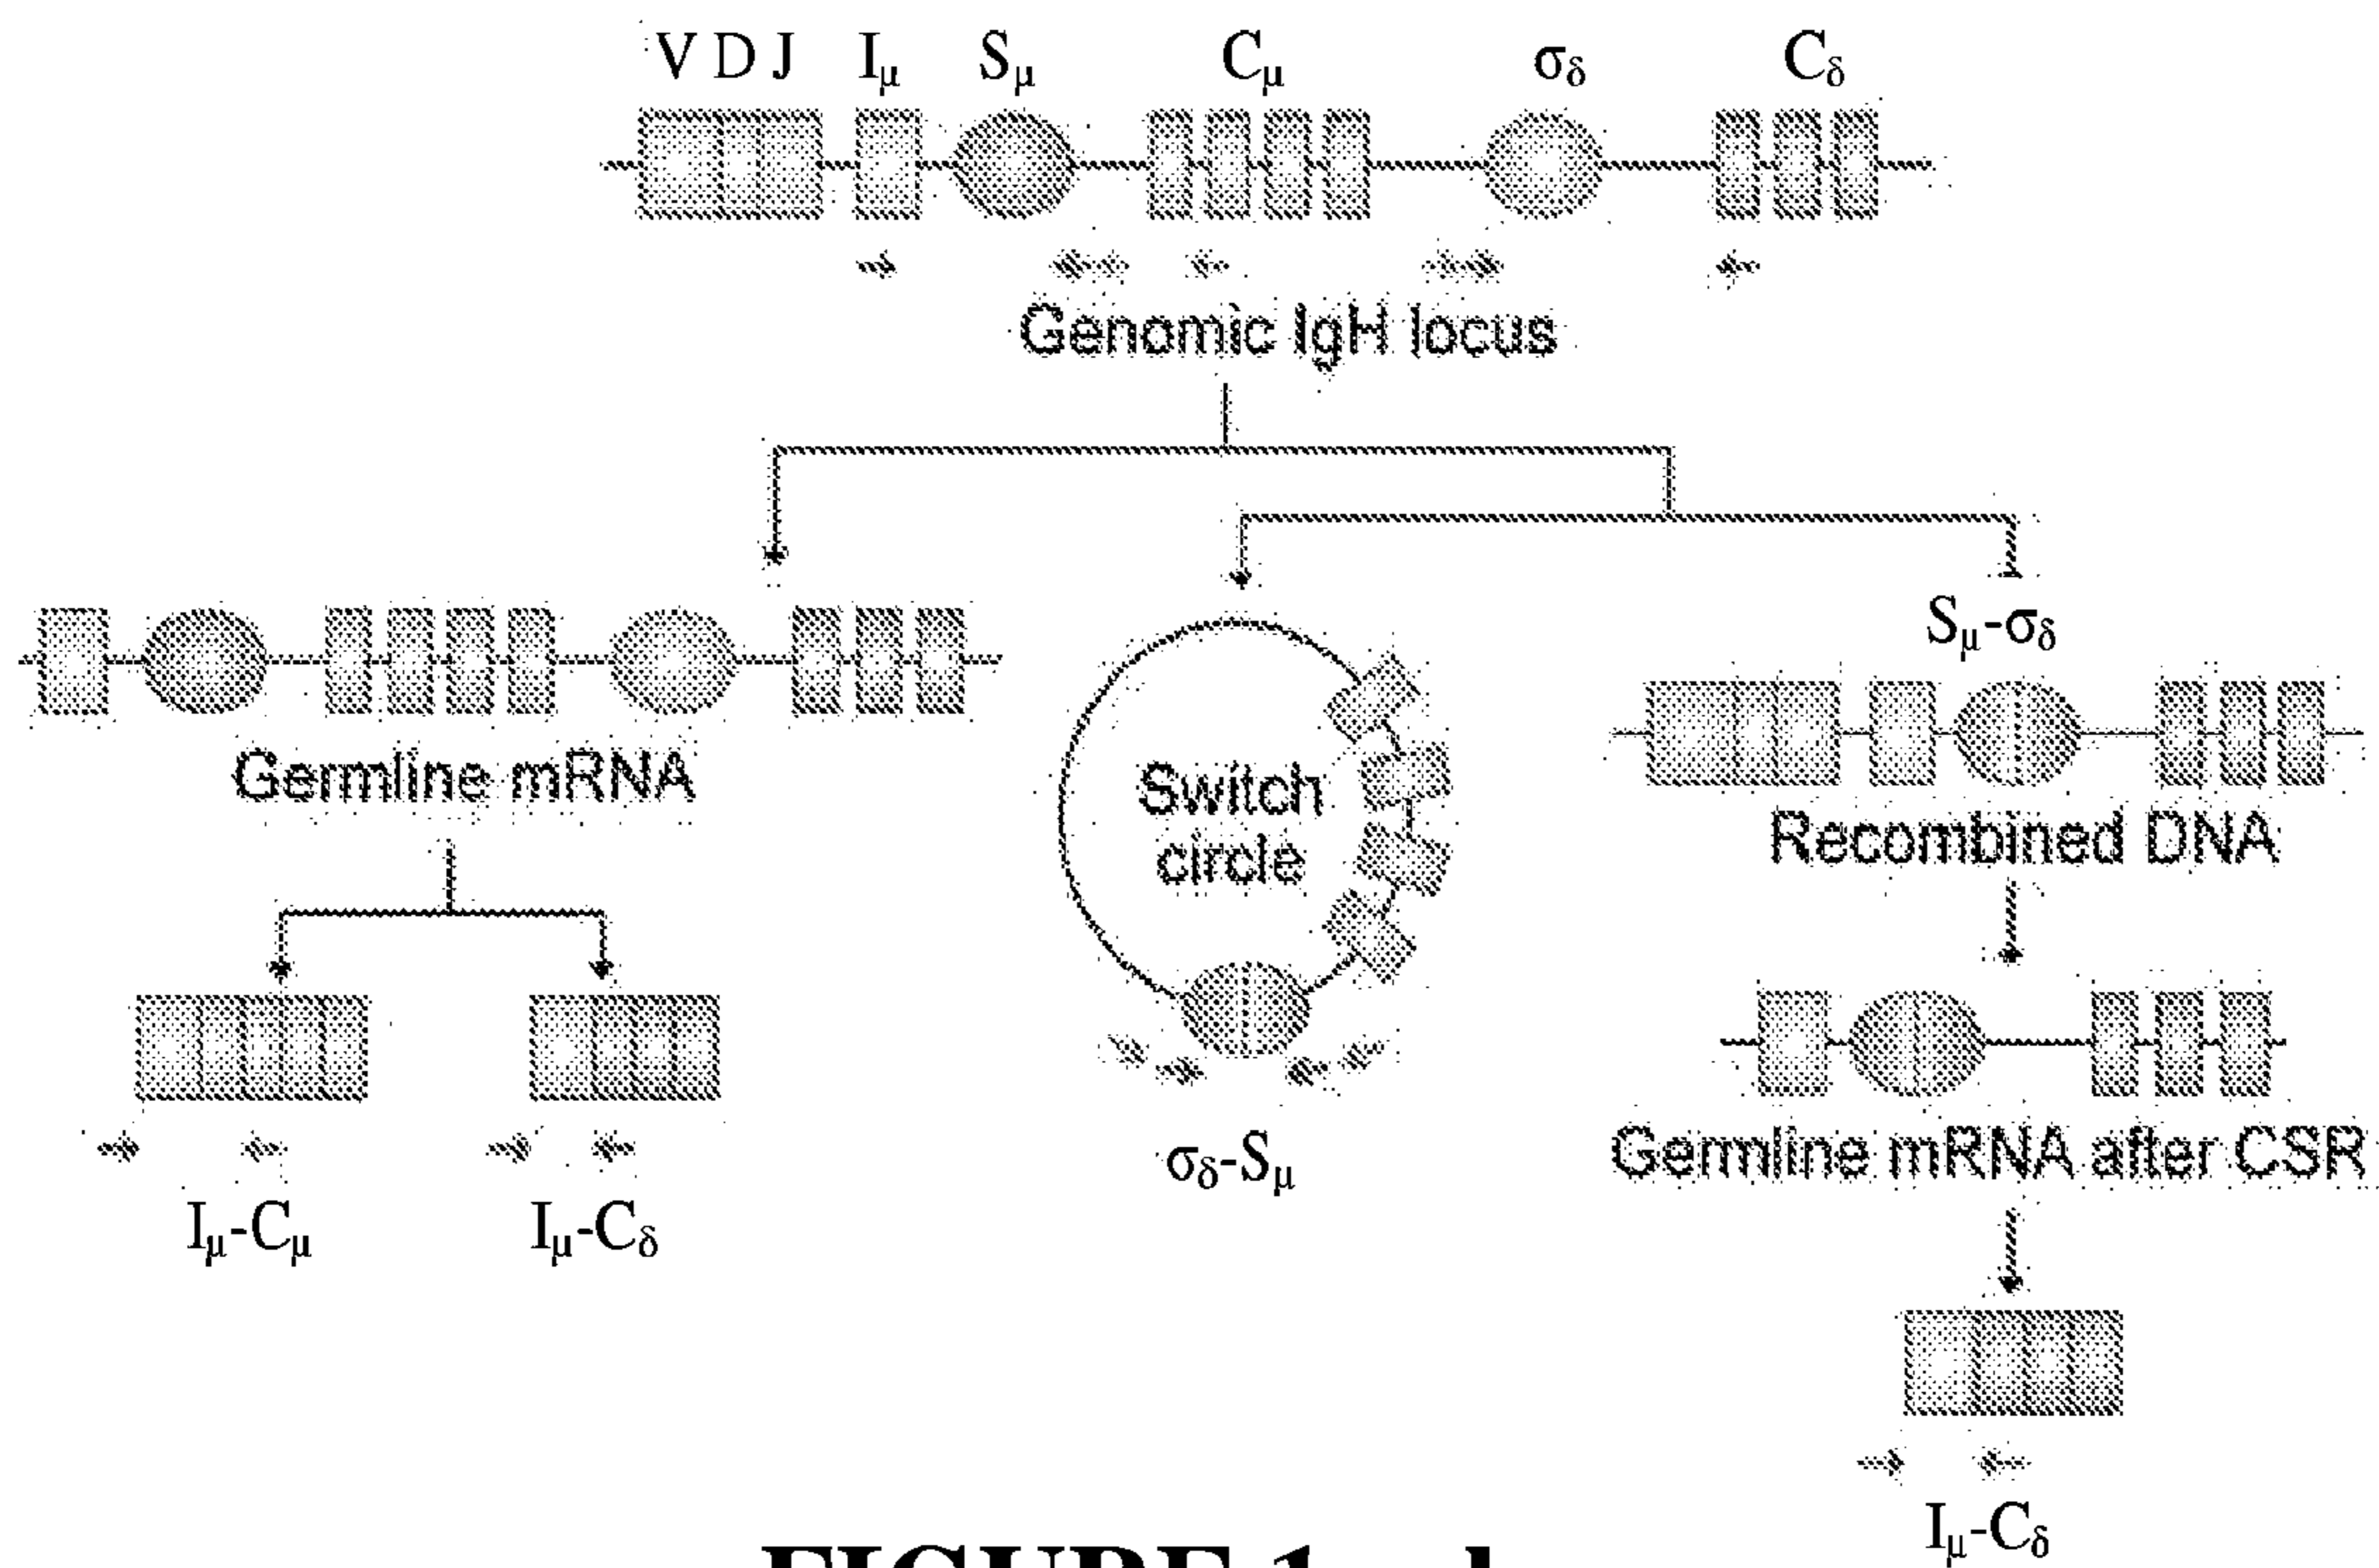 V D J I_μ S_μ C_μ σ_δ C_δ
Genomic IgH locus
S_μ-σ_δ
Germline mRNA
Switch
circle
Recombined DNA
σ_δ-S_μ
Germline mRNA after CSR
I_μ-C_μ I_μ-C_δ
I_μ-C_δ